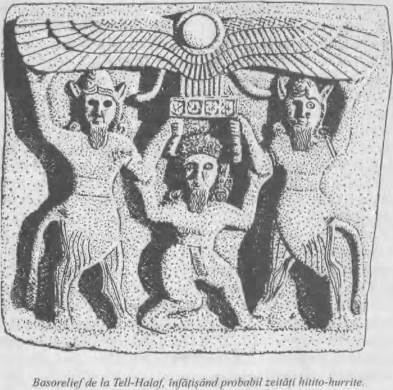 Basorelief de la Tell-Halaf, înfățișând probabil zeități hitito-hurrite.